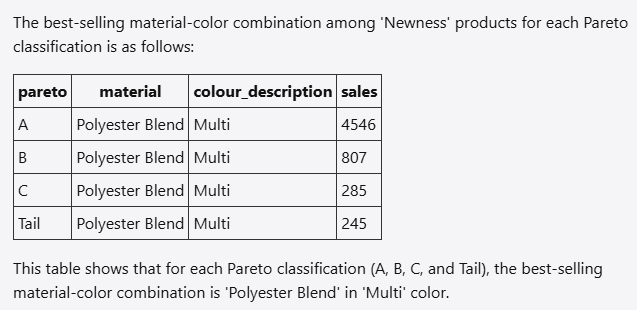 The best-selling material-color combination among 'Newness' products for each Pareto
classification is as follows:
pareto material colour_description sales
A Polyester Blend Multi 4546
B Polyester Blend Multi 807
C Polyester Blend Multi 285
Tail Polyester Blend Multi 245
This table shows that for each Pareto classification (A, B, C, and Tail), the best-selling
material-color combination is 'Polyester Blend' in 'Multi' color.